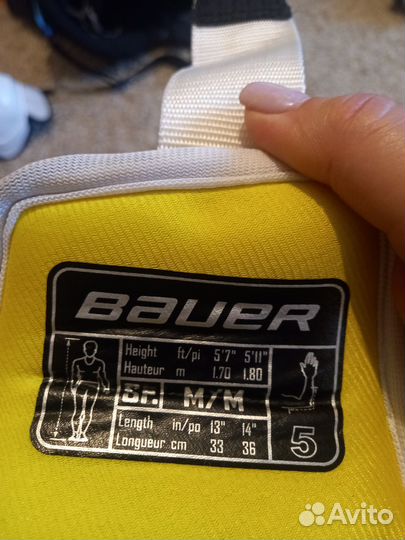 BAUER
Height ft/pi 5'7" 5'11"
Hauteur m 1.70 1.80
Sr. M/M
Length in/po 13" 14"
Longueur cm 33 36
5
Avito